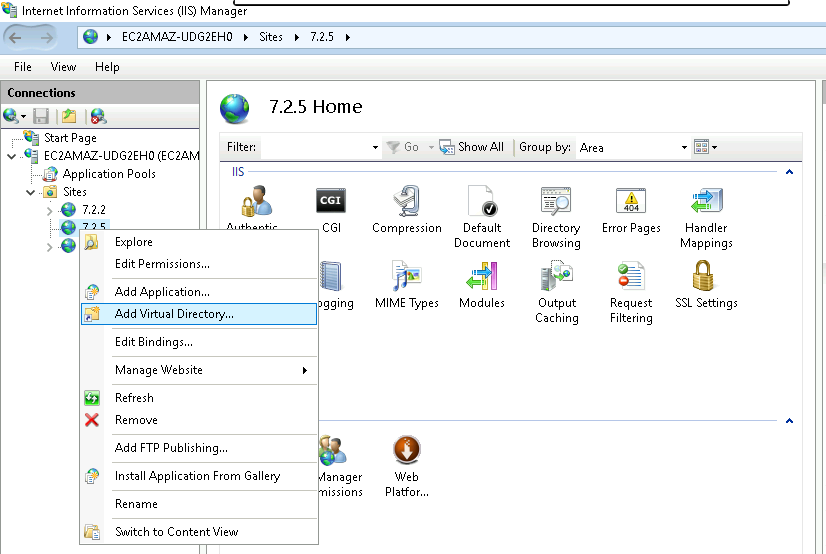 Internet Information Services (IIS) Manager
EC2AMAZ-UDG2EH0 Sites 7.2.5
File View Help
Connections
Start Page
EC2AMAZ-UDG2EH0 (EC2AM
Application Pools
Sites
7.2.2
7.2.5
Explore
Edit Permissions...
Add Application...
Add Virtual Directory...
Edit Bindings...
Manage Website
Refresh
Remove
Add FTP Publishing...
Install Application From Gallery
Rename
Switch to Content View
7.2.5 Home
Filter: Go Show All Group by: Area
IIS
Authentic... CGI Compression Default Document Directory Browsing Error Pages Handler Mappings
CGI
404
ogging MIME Types Modules Output Caching Request Filtering SSL Settings
Manager
missions
Web
Platfor...